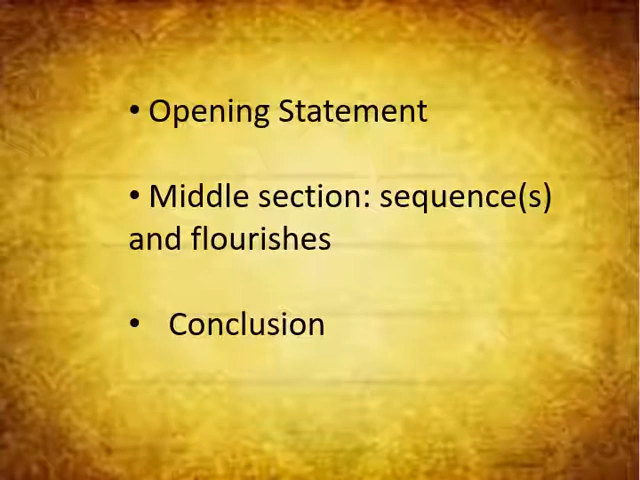 • Opening Statement
• Middle section: sequence(s)
and flourishes
• Conclusion